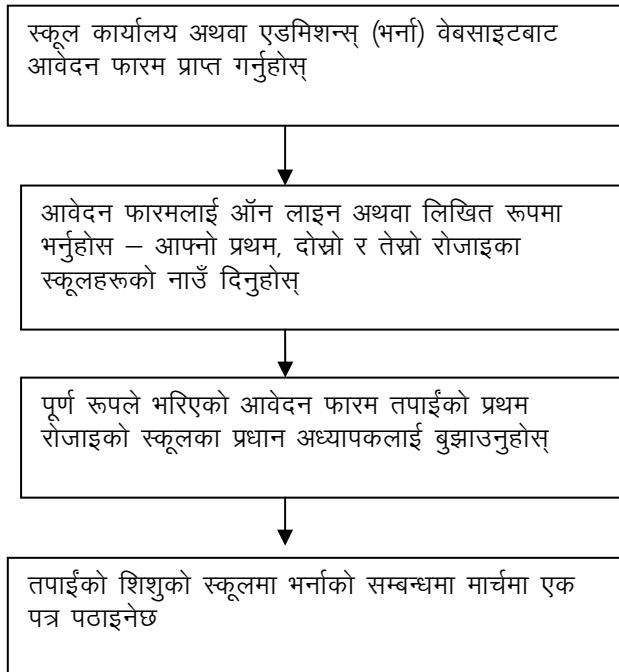 स्कूल कार्यालय अथवा एडमिशन्स् (भर्ना) वेबसाइटबाट
आवेदन फारम प्राप्त गर्नुहोस्
आवेदन फारमलाई ऑन लाइन अथवा लिखित रूपमा
भर्नुहोस – आफ्नो प्रथम, दोस्रो र तेस्रो रोजाइका
स्कूलहरूको नाउँ दिनुहोस्
पूर्ण रूपले भरिएको आवेदन फारम तपाईंको प्रथम
रोजाइको स्कूलका प्रधान अध्यापकलाई बुझाउनुहोस्
तपाईंको शिशुको स्कूलमा भर्नाको सम्बन्धमा मार्चमा एक
पत्र पठाइनेछ